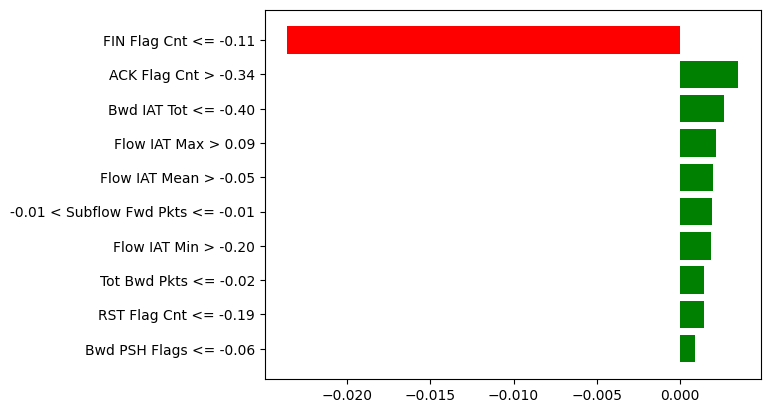 FIN Flag Cnt <= -0.11
ACK Flag Cnt > -0.34
Bwd IAT Tot <= -0.40
Flow IAT Max > 0.09
Flow IAT Mean > -0.05
-0.01 < Subflow Fwd Pkts <= -0.01
Flow IAT Min > -0.20
Tot Bwd Pkts <= -0.02
RST Flag Cnt <= -0.19
Bwd PSH Flags <= -0.06
−0.020 −0.015 −0.010 −0.005 0.000